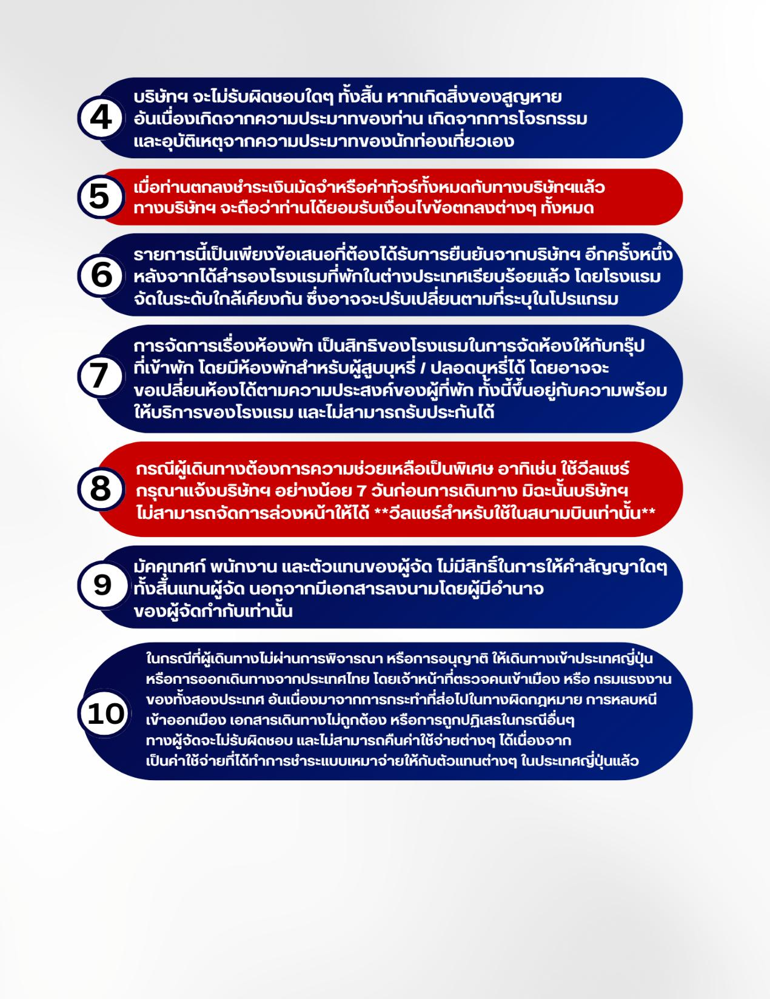 4
บริษัทฯ จะไม่รับผิดชอบใดๆ ทั้งสิ้น หากเกิดสิ่งของสูญหาย
อันเนื่องเกิดจากความประมาทของท่าน เกิดจากการโจรกรรม
และอุบัติเหตุจากความประมาทของนักท่องเที่ยวเอง
5
เมื่อท่านตกลงชำระเงินมัดจำหรือค่าทัวร์ทั้งหมดกับทางบริษัทฯแล้ว
ทางบริษัทฯ จะถือว่าท่านได้ยอมรับเงื่อนไขข้อตกลงต่างๆ ทั้งหมด
6
รายการนี้เป็นเพียงข้อเสนอที่ต้องได้รับการยืนยันจากบริษัทฯ อีกครั้งหนึ่ง
หลังจากได้สำรองโรงแรมที่พักในต่างประเทศเรียบร้อยแล้ว โดยโรงแรม
จัดในระดับใกล้เคียงกัน ซึ่งอาจจะปรับเปลี่ยนตามที่ระบุในโปรแกรม
7
การจัดการเรื่องห้องพัก เป็นสิทธิของโรงแรมในการจัดห้องให้กับกรุ๊ป
ที่เข้าพัก โดยมีห้องพักสำหรับผู้สูบบุหรี่ / ปลอดบุหรี่ได้ โดยอาจจะ
ขอเปลี่ยนห้องได้ตามความประสงค์ของผู้ที่พัก ทั้งนี้ขึ้นอยู่กับความพร้อม
ให้บริการของโรงแรม และไม่สามารถรับประกันได้
8
กรณีผู้เดินทางต้องการความช่วยเหลือเป็นพิเศษ อาทิเช่น ใช้วีลแชร์
กรุณาแจ้งบริษัทฯ อย่างน้อย 7 วันก่อนการเดินทาง มิฉะนั้นบริษัทฯ
ไม่สามารถจัดการล่วงหน้าให้ได้ **วีลแชร์สำหรับใช้ในสนามบินเท่านั้น**
9
มัคคุเทศก์ พนักงาน และตัวแทนของผู้จัด ไม่มีสิทธิ์ในการให้คำสัญญาใดๆ
ทั้งสิ้นแทนผู้จัด นอกจากมีเอกสารลงนามโดยผู้มีอำนาจ
ของผู้จัดกำกับเท่านั้น
10
ในกรณีที่ผู้เดินทางไม่ผ่านการพิจารณา หรือการอนุญาติ ให้เดินทางเข้าประเทศญี่ปุ่น
หรือการออกเดินทางจากประเทศไทย โดยเจ้าหน้าที่ตรวจคนเข้าเมือง หรือ กรมแรงงาน
ของทั้งสองประเทศ อันเนื่องมาจากการกระทำที่ส่อไปในทางผิดกฎหมาย การหลบหนี
เข้าออกเมือง เอกสารเดินทางไม่ถูกต้อง หรือการถูกปฏิเสธในกรณีอื่นๆ
ทางผู้จัดจะไม่รับผิดชอบ และไม่สามารถคืนค่าใช้จ่ายต่างๆ ได้เนื่องจาก
เป็นค่าใช้จ่ายที่ได้ทำการชำระแบบเหมาจ่ายให้กับตัวแทนต่างๆ ในประเทศญี่ปุ่นแล้ว